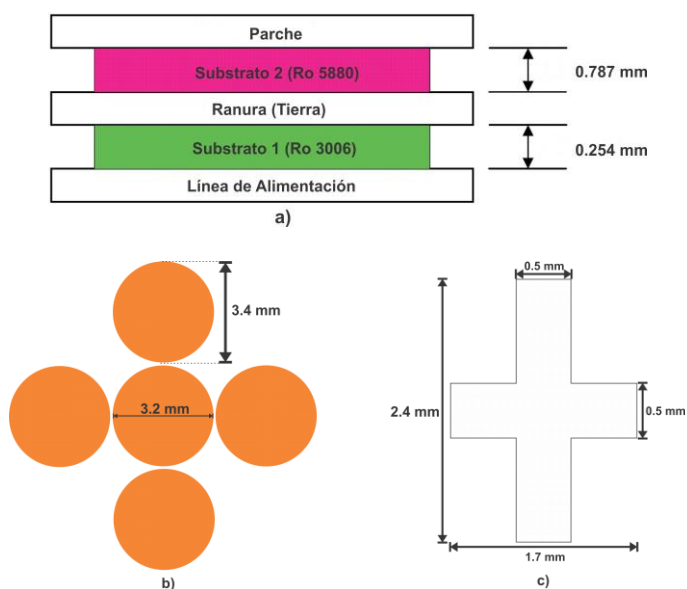 Parche
Substrato 2 (Ro 5880)
0.787 mm
Ranura (Tierra)
Substrato 1 (Ro 3006)
0.254 mm
Línea de Alimentación
a)
0.5 mm
3.4 mm
3.2 mm
2.4 mm
0.5 mm
1.7 mm
b)
c)